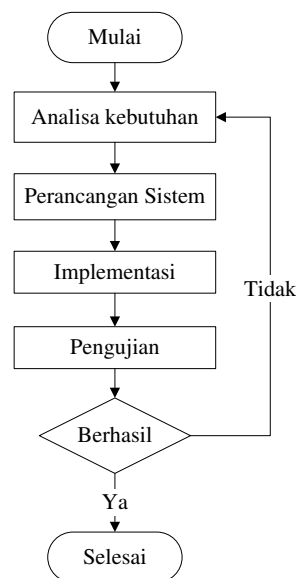 Mulai
Analisa kebutuhan
Perancangan Sistem
Implementasi
Tidak
Pengujian
Berhasil
Ya
Selesai